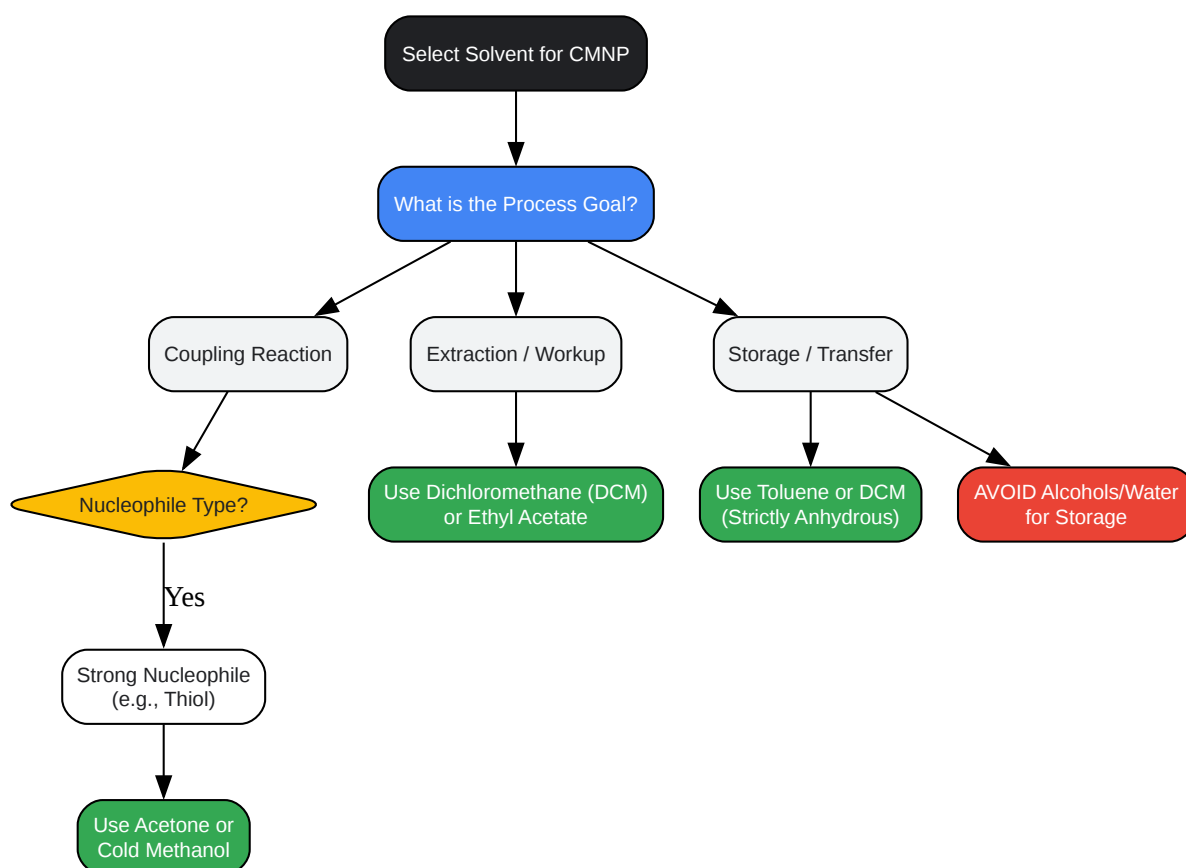 Select Solvent for CMNP
What is the Process Goal?
Coupling Reaction
Extraction / Workup
Storage / Transfer
Nucleophile Type?
Use Dichloromethane (DCM)
or Ethyl Acetate
Use Toluene or DCM
(Strictly Anhydrous)
AVOID Alcohols/Water
for Storage
Yes
Strong Nucleophile
(e.g., Thiol)
Use Acetone or
Cold Methanol